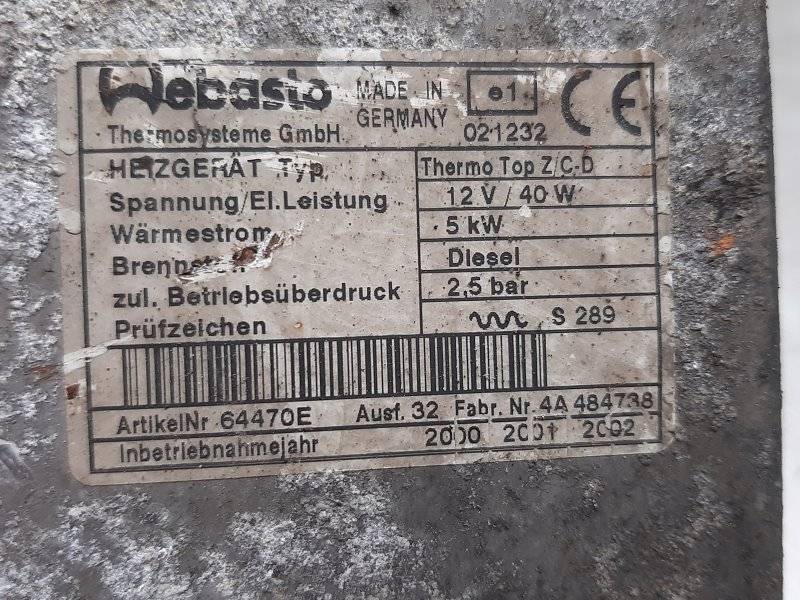 Webasto MADE IN GERMANY e1 CE
Thermosysteme GmbH 021232
HEIZGERÄT Typ Thermo Top Z/C-D
Spannung/El.Leistung 12 V / 40 W
Wärmestrom 5 kW
Diesel
zul. Betriebsüberdruck 2,5 bar
Prüfzeichen S 289
ArtikelNr 64470E Ausf. 32 Fabr. Nr. 4A 484738
Inbetriebnahmejahr 2000 2001 2002